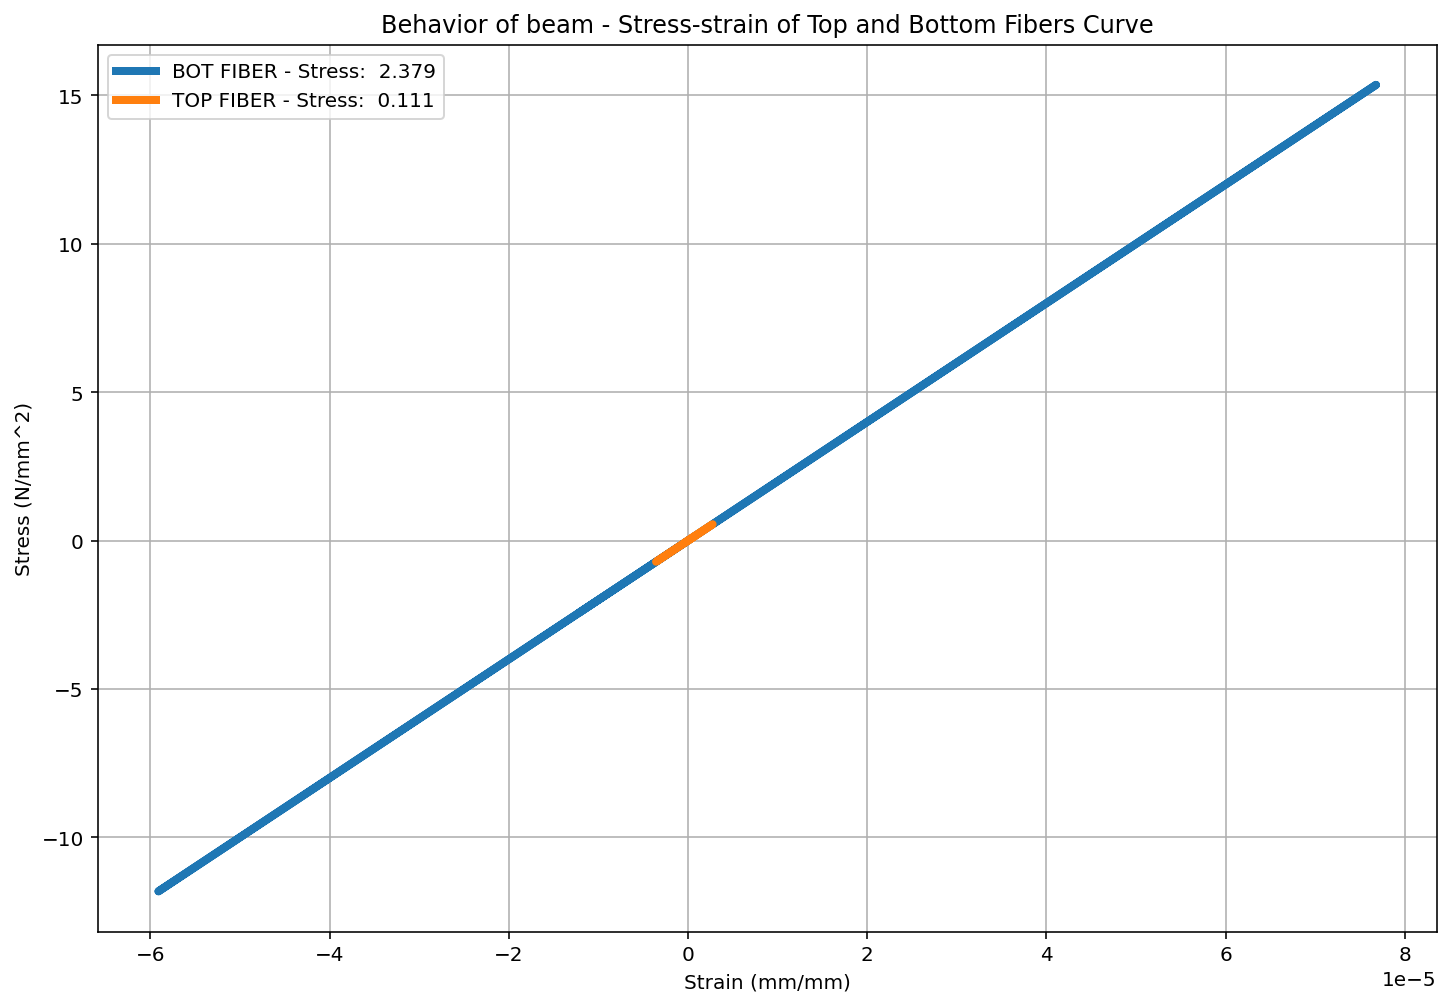 Behavior of beam - Stress-strain of Top and Bottom Fibers Curve
BOT FIBER - Stress:  2.379
TOP FIBER - Stress:  0.111
15
10
5
0
−5
−10
Stress (N/mm^2)
−6
−4
−2
0
2
4
6
8
Strain (mm/mm)
1e−5